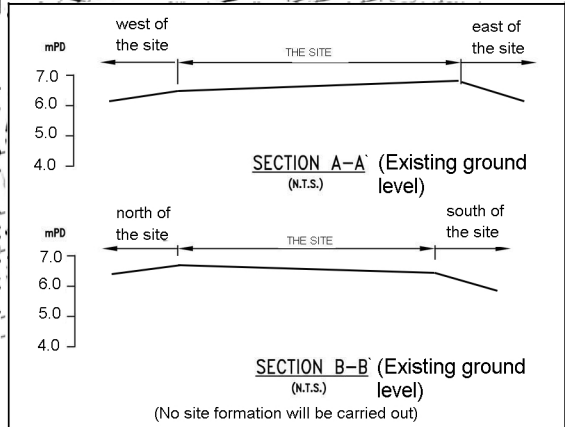 west of
the site
east of
the site
mPD
THE SITE
7.0
6.0
5.0
4.0
SECTION A-A` (Existing ground
(N.T.S.) level)
north of
the site
south of
the site
mPD
THE SITE
7.0
6.0
5.0
4.0
SECTION B-B` (Existing ground
(N.T.S.) level)
(No site formation will be carried out)